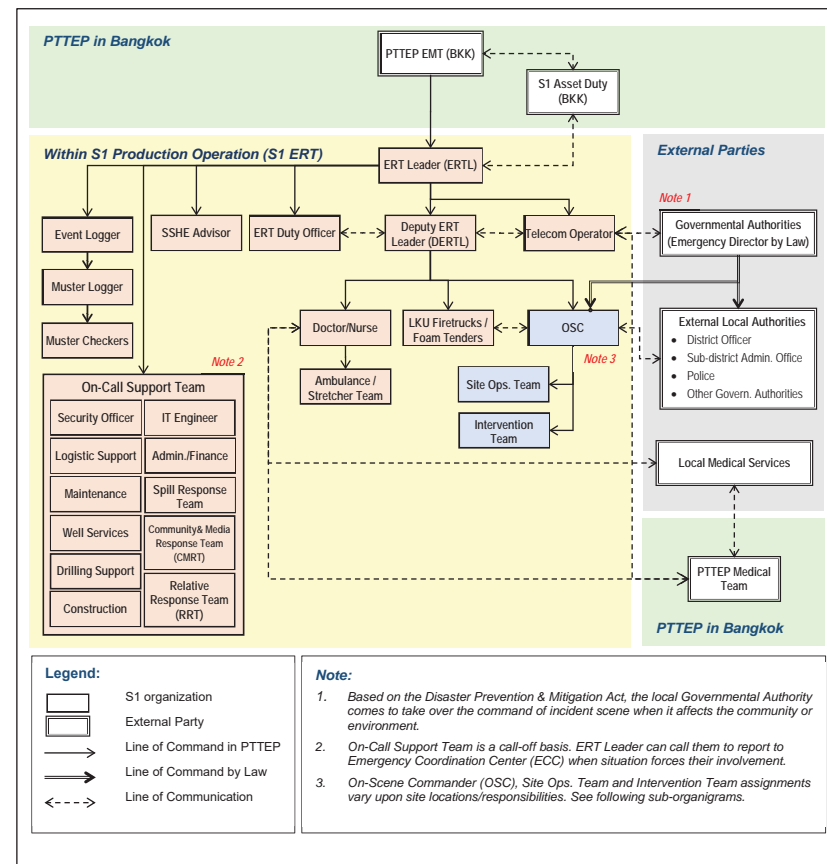 PTTEP in Bangkok
PTTEP EMT (BKK)
S1 Asset Duty
(BKK)
Within S1 Production Operation (S1 ERT)
External Parties
ERT Leader (ERTL)
Note 1
Event Logger
SSHE Advisor
ERT Duty Officer
Deputy ERT
Leader (DERTL)
Telecom Operator
Governmental Authorities
(Emergency Director by Law)
Muster Logger
Muster Checkers
Doctor/Nurse
LKU Firetrucks /
Foam Tenders
OSC
External Local Authorities
• District Officer
• Sub-district Admin. Office
• Police
• Other Govern. Authorities
Note 2
Note 3
On-Call Support Team
Ambulance /
Stretcher Team
Site Ops. Team
Intervention
Team
Security Officer
IT Engineer
Logistic Support
Admin./Finance
Maintenance
Spill Response
Team
Well Services
Community& Media
Response Team
(CMRT)
Drilling Support
Construction
Relative
Response Team
(RRT)
Local Medical Services
PTTEP Medical
Team
PTTEP in Bangkok
Legend:
S1 organization
External Party
Line of Command in PTTEP
Line of Command by Law
Line of Communication
Note:
1. Based on the Disaster Prevention & Mitigation Act, the local Governmental Authority
comes to take over the command of incident scene when it affects the community or
environment.
2. On-Call Support Team is a call-off basis. ERT Leader can call them to report to
Emergency Coordination Center (ECC) when situation forces their involvement.
3. On-Scene Commander (OSC), Site Ops. Team and Intervention Team assignments
vary upon site locations/responsibilities. See following sub-organigrams.